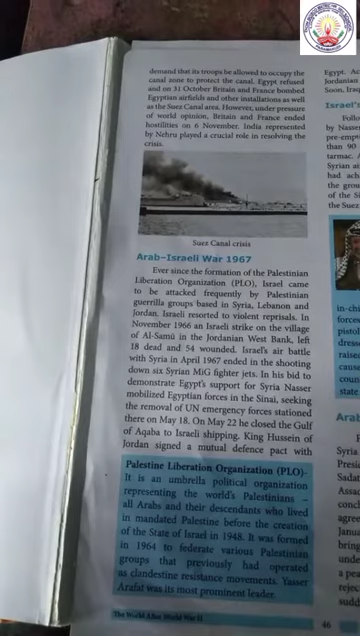 demand that its troops be allowed to occupy the
canal zone to protect the canal. Egypt refused
and on 31 October Britain and France bombed
Egyptian airfields and other installations as well
as the Suez Canal area. However, under pressure
of world opinion, Britain and France ended
hostilities on 6 November. India represented
by Nehru played a crucial role in resolving the
crisis.
Suez Canal crisis
Arab–Israeli War 1967
Ever since the formation of the Palestinian
Liberation Organization (PLO), Israel came
to be attacked frequently by Palestinian
guerrilla groups based in Syria, Lebanon and
Jordan. Israeli resorted to violent reprisals. In
November 1966 an Israeli strike on the village
of Al-Samū in the Jordanian West Bank, left
18 dead and 54 wounded. Israel's air battle
with Syria in April 1967 ended in the shooting
down six Syrian MiG fighter jets. In his bid to
demonstrate Egypt's support for Syria Nasser
mobilized Egyptian forces in the Sinai, seeking
the removal of UN emergency forces stationed
there on May 18. On May 22 he closed the Gulf
of Aqaba to Israeli shipping. King Hussein of
Jordan signed a mutual defence pact with
Palestine Liberation Organization (PLO)-
It is an umbrella political organization
representing the world's Palestinians –
all Arabs and their descendants who lived
in mandated Palestine before the creation
of the State of Israel in 1948. It was formed
in 1964 to federate various Palestinian
groups that previously had operated
as clandestine resistance movements. Yasser
Arafat was its most prominent leader.
The World After World War II
46
Egypt. Ac
Jordanian
Soon, Iraq
Israel's
Follo
by Nasse
pre-empt
than 90
tarmac. A
Syrian ai
had ach
the grou
of the Si
the Suez
in-chi
forces
pistol
dress
raised
cause
coun
state
Arab
Syria
Presi
Sadat
Assa
concl
agree
Janua
bring
unde
a pea
rejec
sudd